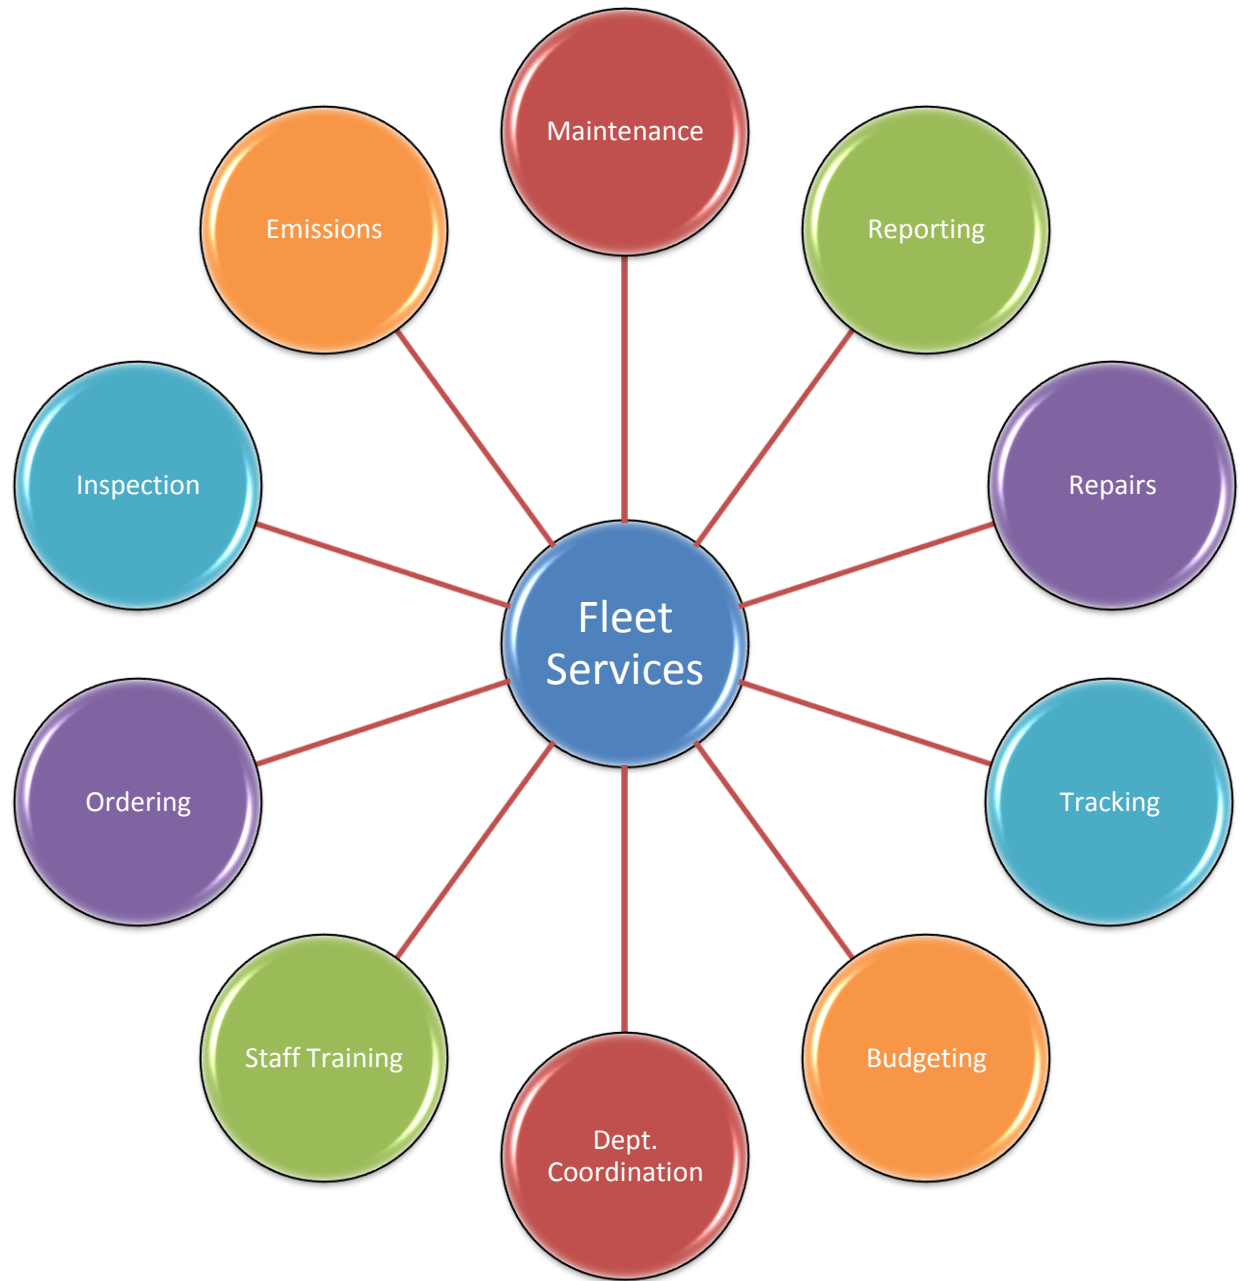 Maintenance
Reporting
Repairs
Tracking
Budgeting
Dept.
Coordination
Staff Training
Ordering
Inspection
Emissions
Fleet
Services